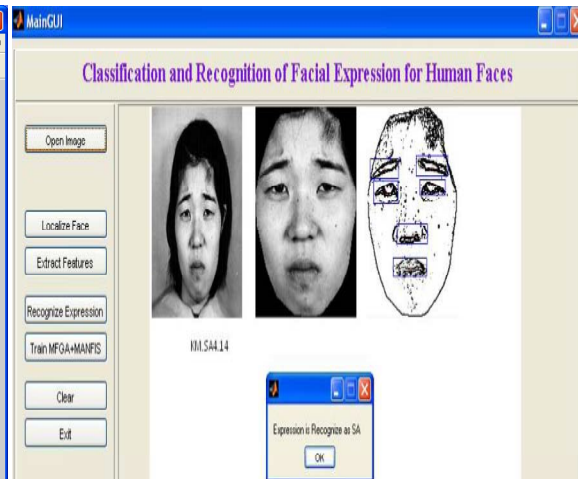 MainGUI
Classification and Recognition of Facial Expression for Human Faces
Open Image
Localize Face
Extract Features
Recognize Expression
Train MFGA+MANFIS
Clear
Exit
KM.SA4.14
Expression is Recognize as SA
OK